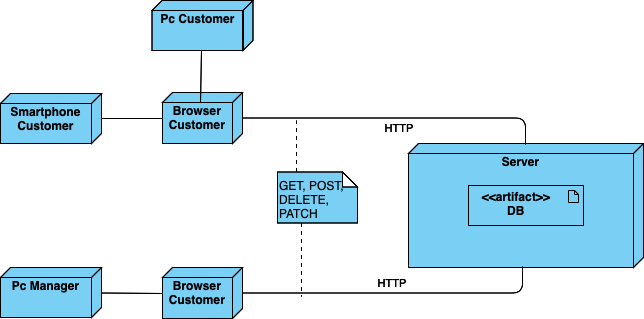 Pc Customer
Smartphone
Customer
Browser
Customer
HTTP
Server
<<artifact>>
DB
GET, POST,
DELETE,
PATCH
Pc Manager
Browser
Customer
HTTP